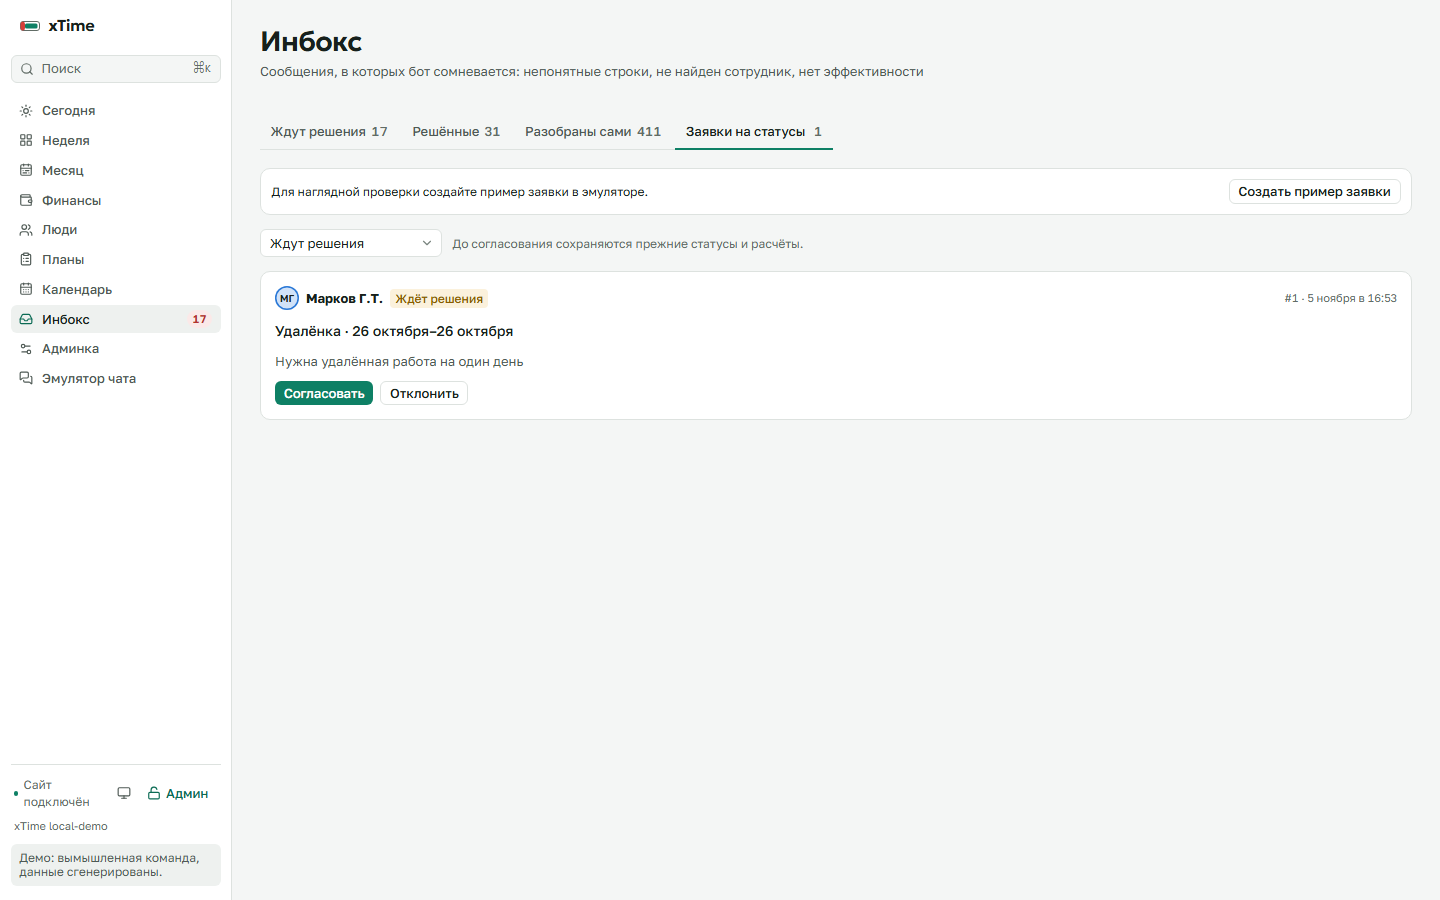 xTime
Поиск ⌘K
Сегодня
Неделя
Месяц
Финансы
Люди
Планы
Календарь
Инбокс 17
Админка
Эмулятор чата
Сайт подключён
Админ
xTime local-demo
Демо: вымышленная команда,
данные сгенерированы.
Инбокс
Сообщения, в которых бот сомневается: непонятные строки, не найден сотрудник, нет эффективности
Ждут решения 17 Решённые 31 Разобраны сами 411 Заявки на статусы 1
Для наглядной проверки создайте пример заявки в эмуляторе. Создать пример заявки
Ждут решения До согласования сохраняются прежние статусы и расчёты.
МГ Марков Г.Т. Ждёт решения #1 · 5 ноября в 16:53
Удалёнка · 26 октября–26 октября
Нужна удалённая работа на один день
Согласовать Отклонить